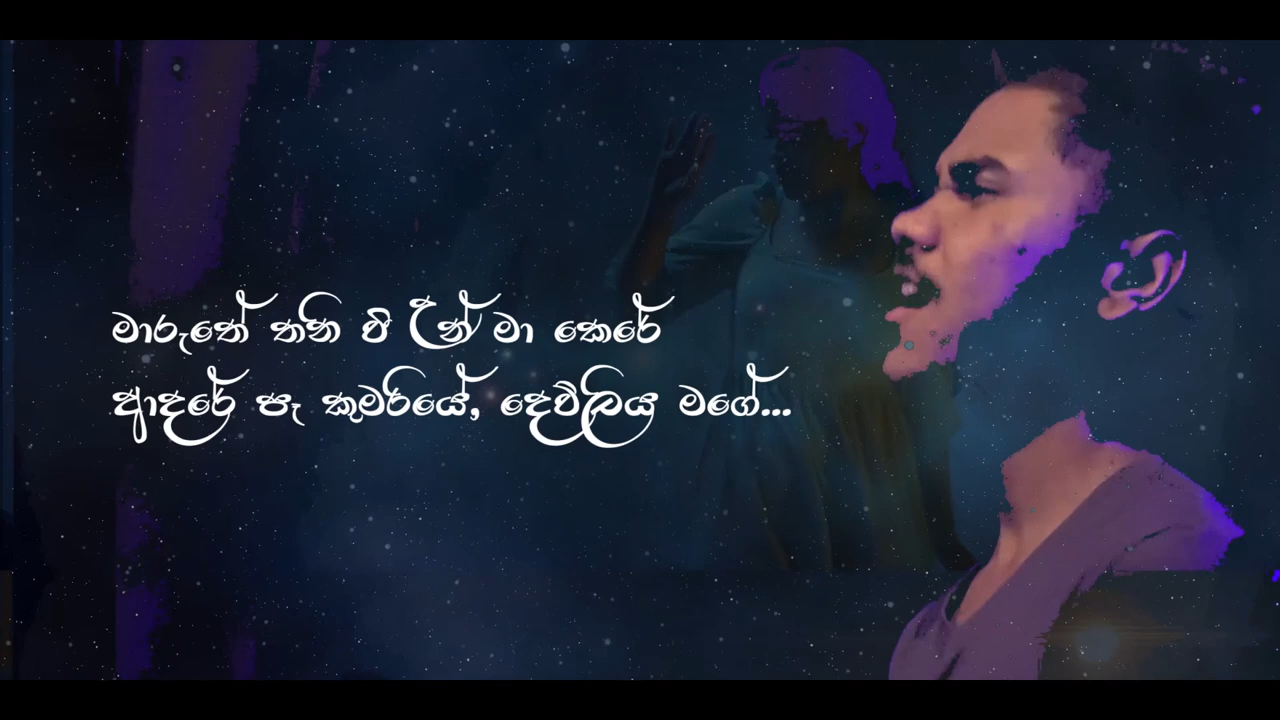 මාරුතේ තනි වි උන් මා කෙරේ
ආදරේ පෑ කුමරියේ, දෙව්ලිය මගේ...